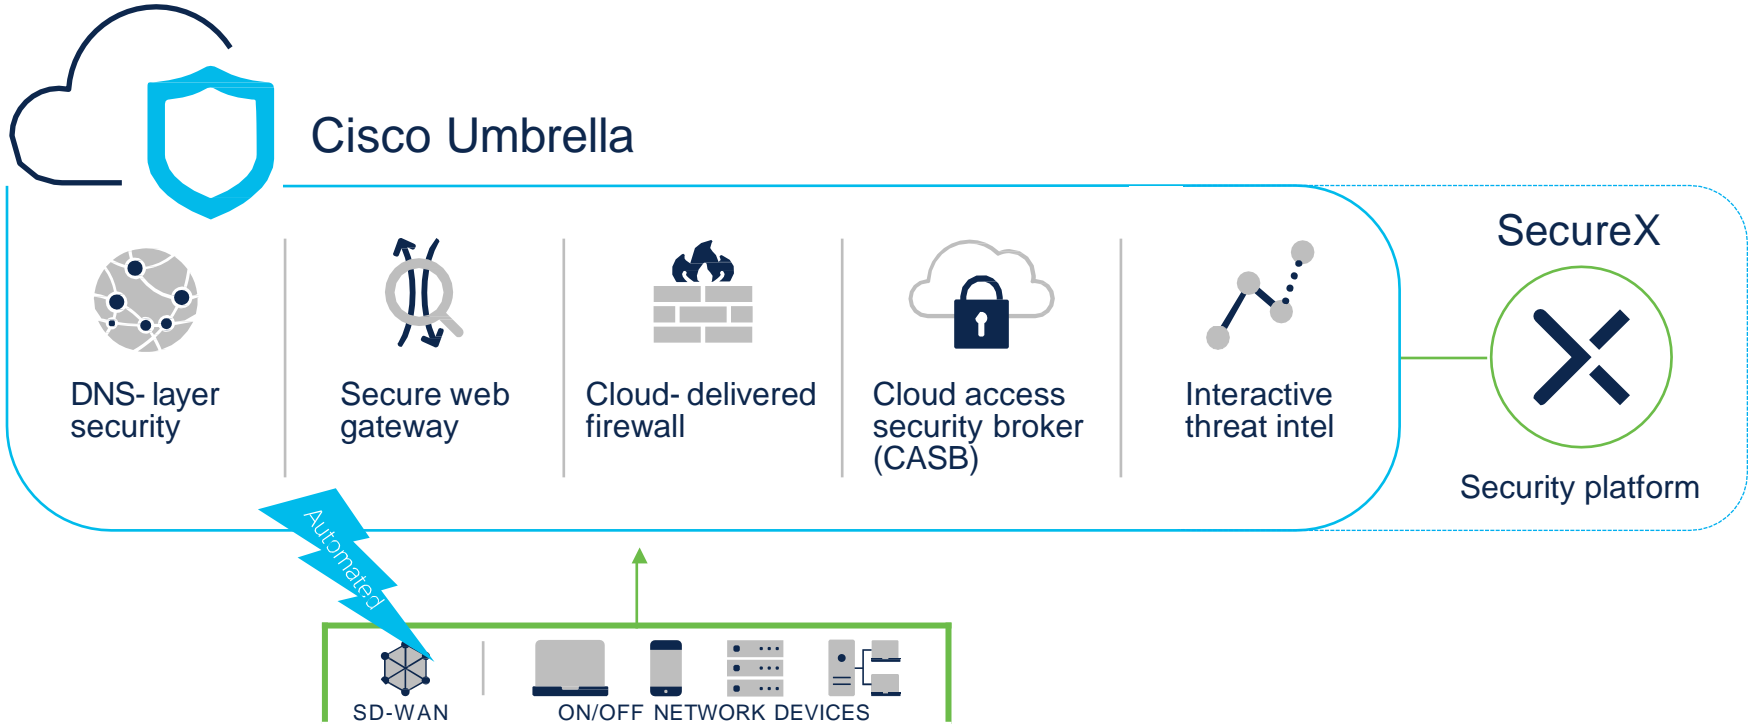 Cisco Umbrella
SecureX
DNS- layer
security
Secure web
gateway
Cloud- delivered
firewall
Cloud access
security broker
(CASB)
Interactive
threat intel
Security platform
Automated
SD-WAN
ON/OFF NETWORK DEVICES